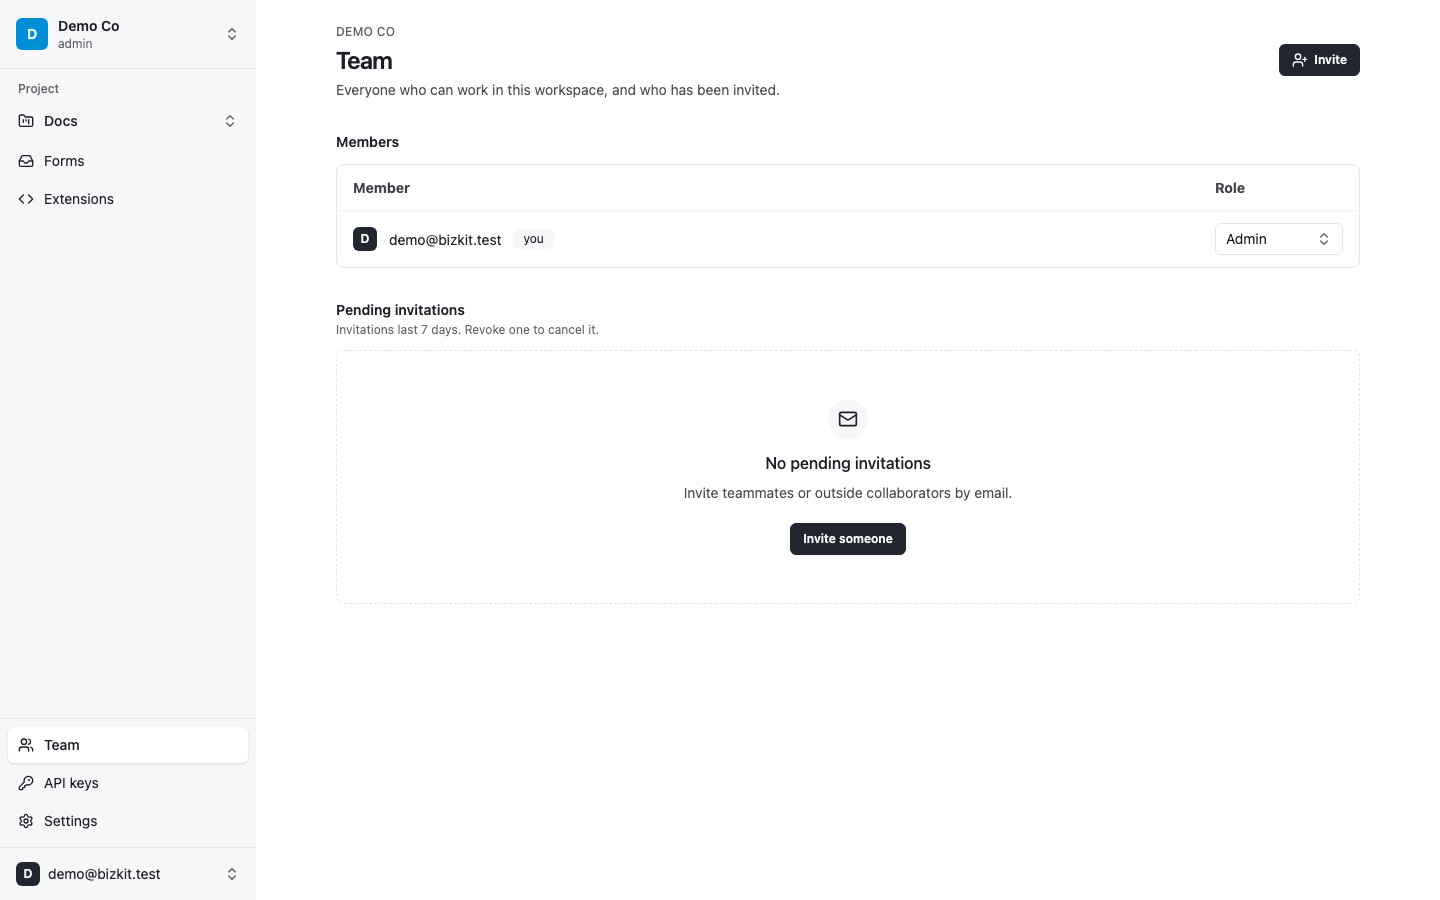 D
Demo Co
admin
Project
Docs
Forms
Extensions
Team
API keys
Settings
D
demo@bizkit.test
DEMO CO
Team
Everyone who can work in this workspace, and who has been invited.
Invite
Members
Member
Role
D
demo@bizkit.test
you
Admin
Pending invitations
Invitations last 7 days. Revoke one to cancel it.
No pending invitations
Invite teammates or outside collaborators by email.
Invite someone